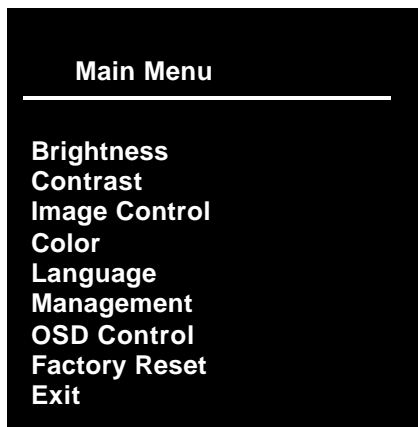 Main Menu
Brightness
Contrast
Image Control
Color
Language
Management
OSD Control
Factory Reset
Exit